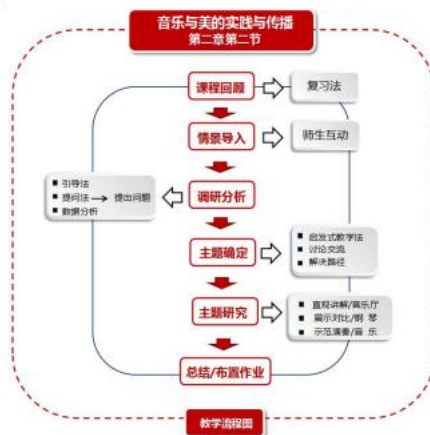 音乐与美的实践与传播
第二章第二节
课程回顾
复习法
情景导入
师生互动
调研分析
引导法
提问法 → 提出问题
数据分析
主题确定
启发式教学法
讨论交流
解决路径
主题研究
直观讲解/音乐厅
展示对比/钢 琴
示范演奏/音 乐
总结/布置作业
教学流程图